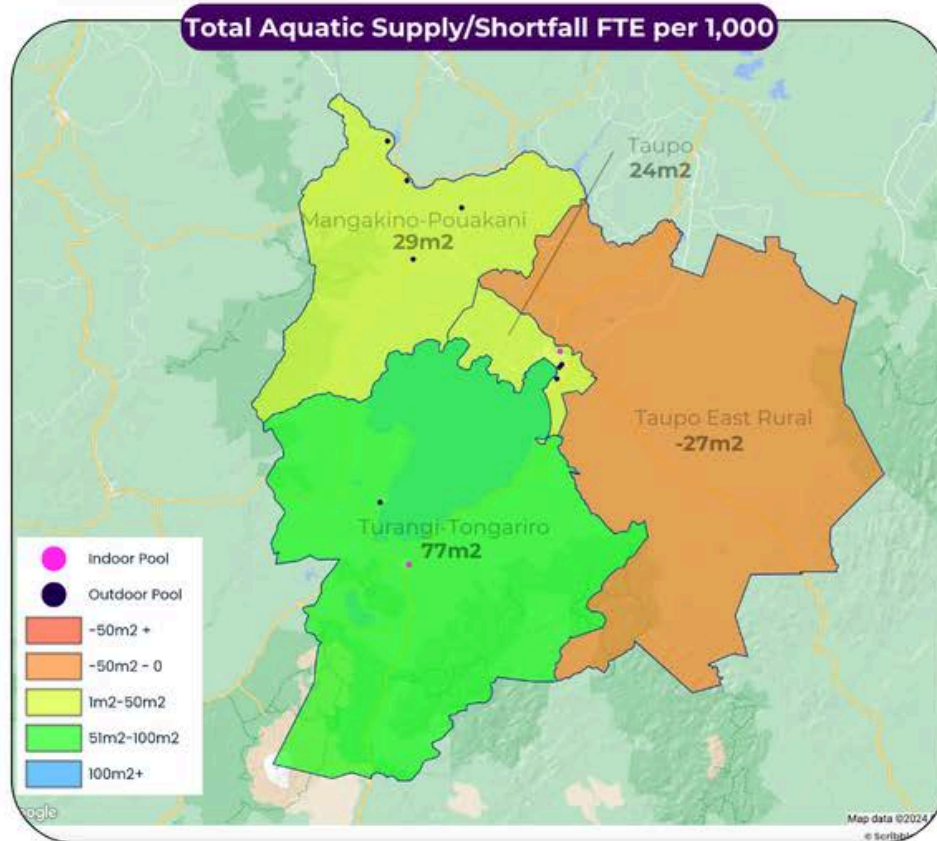 Total Aquatic Supply/Shortfall FTE per 1,000
Taupo
24m2
Mangakino-Pouakani
29m2
Taupo East Rural
-27m2
Turangi-Tongariro
77m2
Indoor Pool
Outdoor Pool
-50m2 +
-50m2 - 0
1m2-50m2
51m2-100m2
100m2+
Map data ©2024